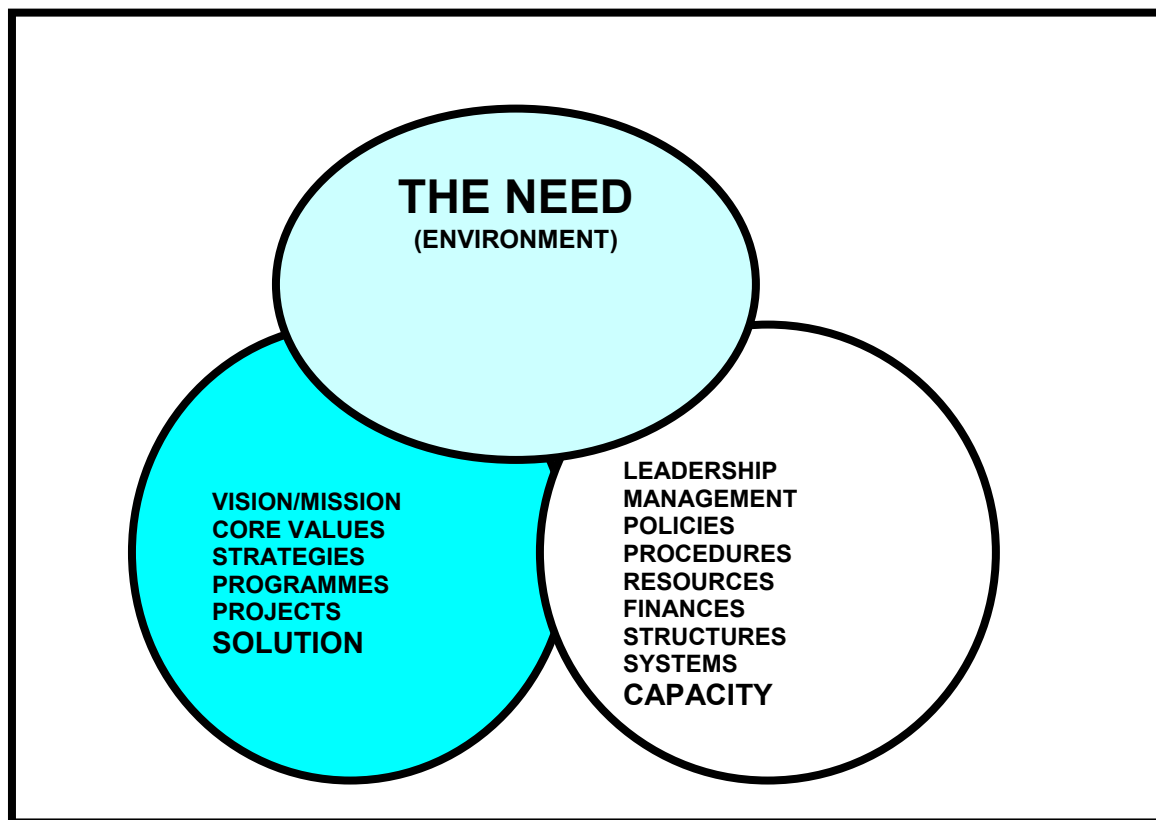 THE NEED
(ENVIRONMENT)
VISION/MISSION
CORE VALUES
STRATEGIES
PROGRAMMES
PROJECTS
SOLUTION
LEADERSHIP
MANAGEMENT
POLICIES
PROCEDURES
RESOURCES
FINANCES
STRUCTURES
SYSTEMS
CAPACITY